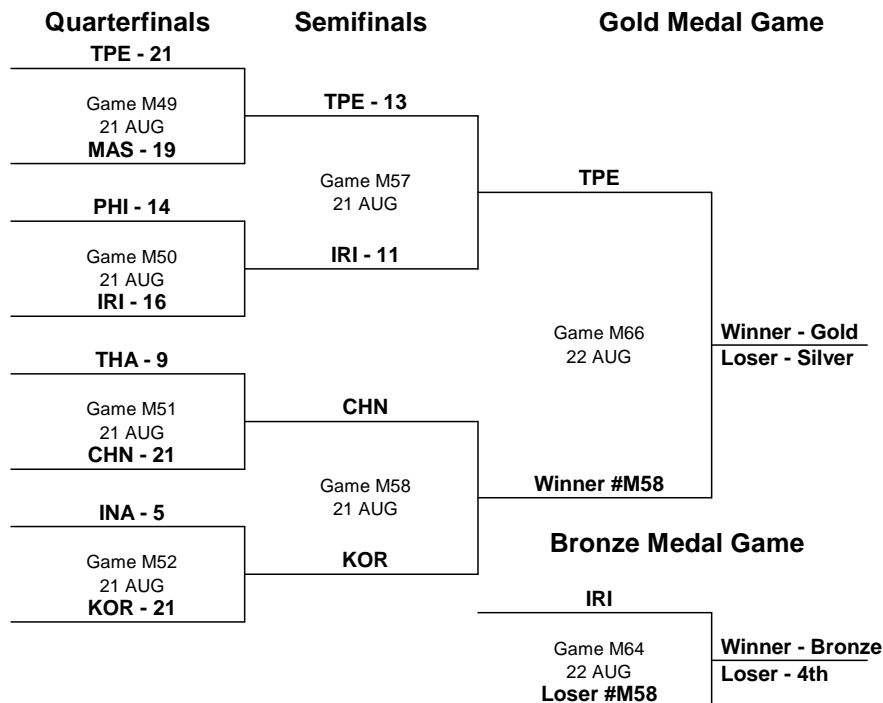 Quarterfinals
Semifinals
Gold Medal Game
TPE - 21
Game M49
21 AUG
MAS - 19
TPE - 13
PHI - 14
Game M50
21 AUG
IRI - 16
Game M57
21 AUG
IRI - 11
TPE
THA - 9
Game M51
21 AUG
CHN - 21
CHN
INA - 5
Game M52
21 AUG
KOR - 21
Game M58
21 AUG
KOR
Game M66
22 AUG
Winner #M58
Winner - Gold
Loser - Silver
Bronze Medal Game
IRI
Game M64
22 AUG
Loser #M58
Winner - Bronze
Loser - 4th